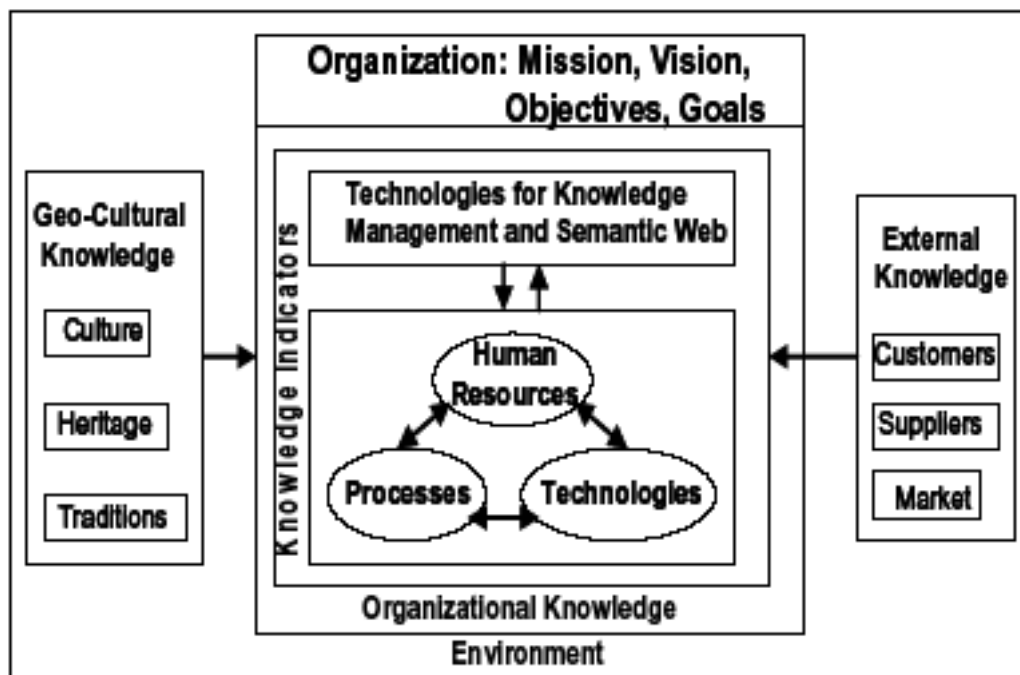 Organization: Mission, Vision,
Objectives, Goals
Geo-Cultural
Knowledge
Culture
Heritage
Traditions
Knowledge Indicators
Technologies for Knowledge
Management and Semantic Web
Human
Resources
Processes
Technologies
Organizational Knowledge
Environment
External
Knowledge
Customers
Suppliers
Market